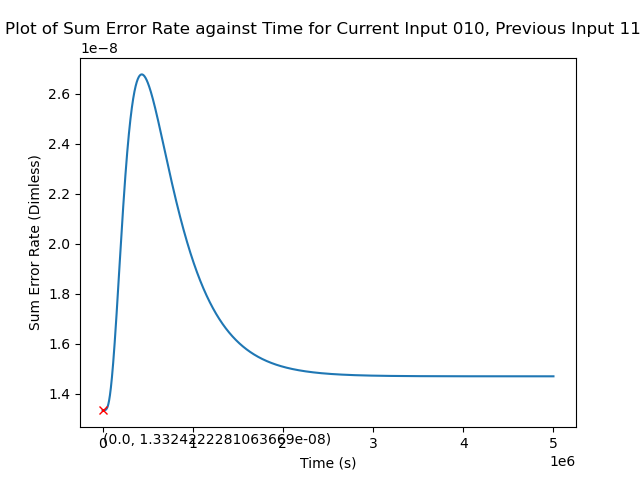 Plot of Sum Error Rate against Time for Current Input 010, Previous Input 11
1e−8
2.6
2.4
2.2
2.0
1.8
1.6
1.4
Sum Error Rate (Dimless)
(0.0, 1.3324222281063669e-08)
0 1 2 3 4 5
Time (s)
1e6